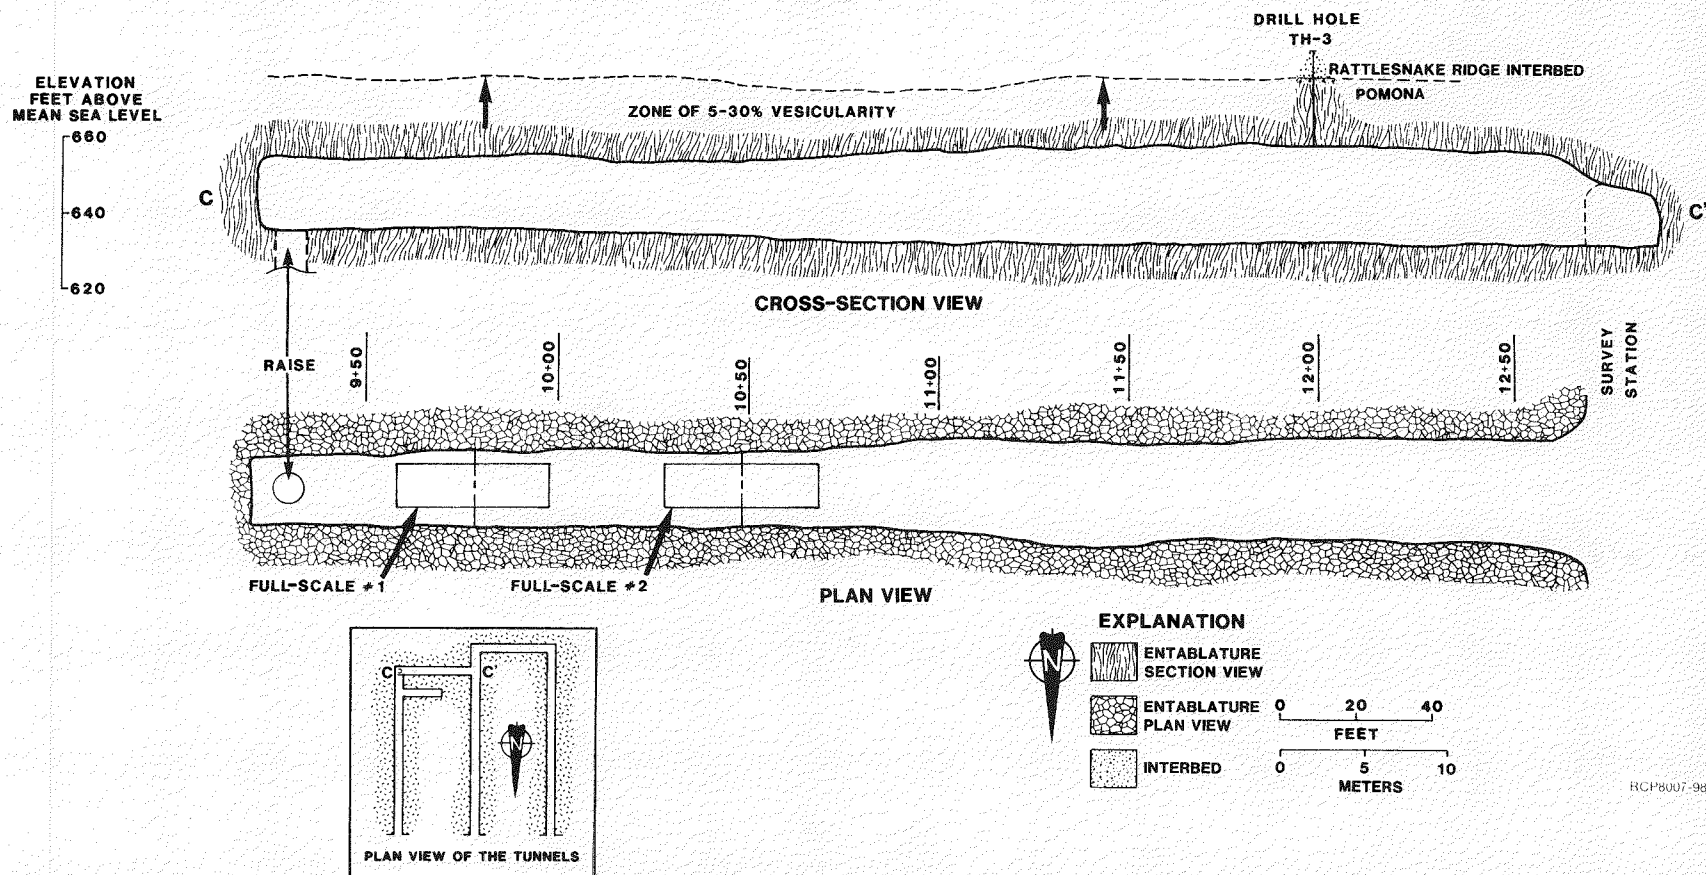 DRILL HOLE
TH-3
RATTLESNAKE RIDGE INTERBED
POMONA
ELEVATION
FEET ABOVE
MEAN SEA LEVEL
ZONE OF 5-30% VESICULARITY
660
640
620
C
C'
CROSS-SECTION VIEW
RAISE
9+50
10+00
10+50
11+00
11+50
12+00
12+50
SURVEY
STATION
FULL-SCALE #1
FULL-SCALE #2
PLAN VIEW
C'
C
N
PLAN VIEW OF THE TUNNELS
EXPLANATION
N
ENTABLATURE
SECTION VIEW
ENTABLATURE
PLAN VIEW
INTERBED
0 20 40
FEET
0 5 10
METERS
RCP8007-98